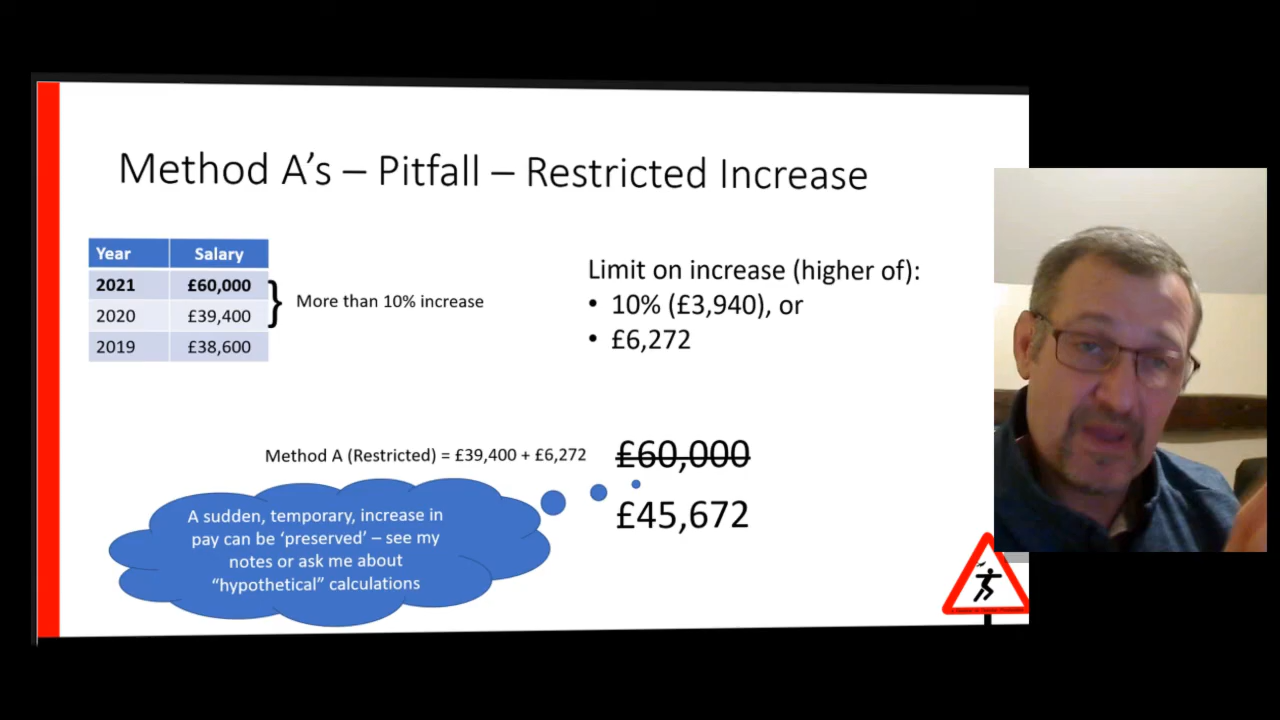 Method A’s – Pitfall – Restricted Increase
Year Salary
2021 £60,000
2020 £39,400
2019 £38,600
More than 10% increase
Limit on increase (higher of):
• 10% (£3,940), or
• £6,272
Method A (Restricted) = £39,400 + £6,272
£60,000
£45,672
A sudden, temporary, increase in
pay can be ‘preserved’ – see my
notes or ask me about
“hypothetical” calculations